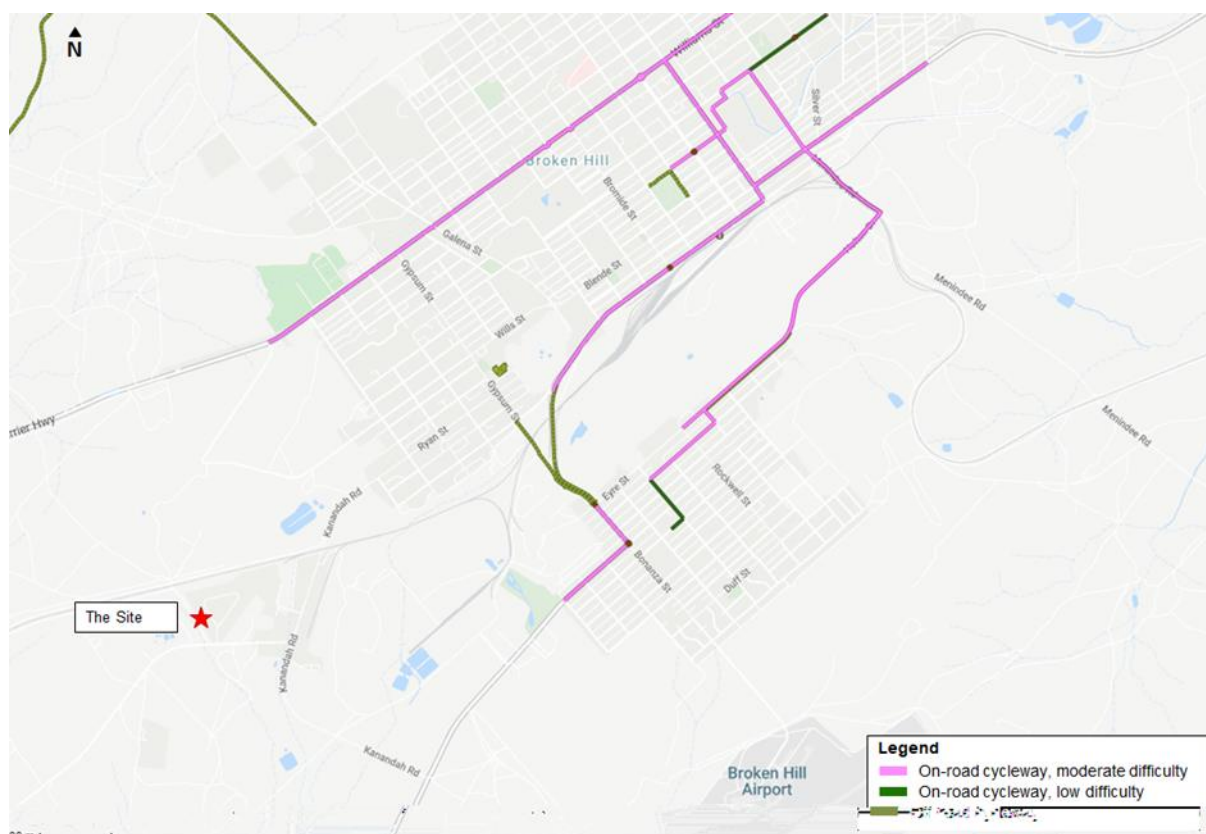 N
Williams St
Silver St
Broken Hill
Bromide St
Galena St
Gypsum St
Blende St
Menindee Rd
Wills St
Gypsum St
rrier Hwy
Ryan St
Menindee Rd
Eyre St
Rockwell St
Kanandah Rd
Bonanza St
Duff St
The Site
Kanandah Rd
Kanandah Rd
Broken Hill
Airport
Legend
On-road cycleway, moderate difficulty
On-road cycleway, low difficulty